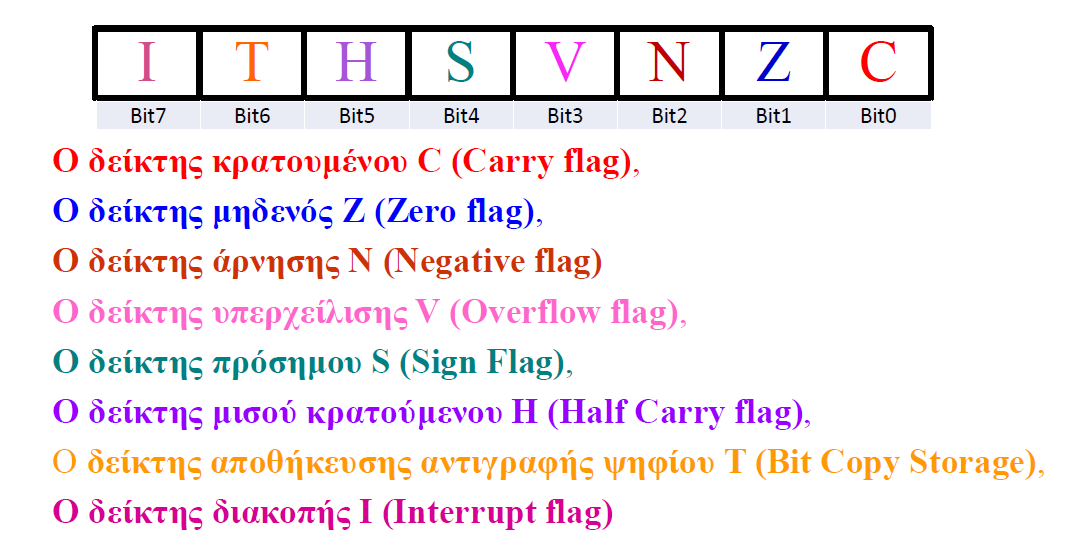 I T H S V N Z C
Bit7 Bit6 Bit5 Bit4 Bit3 Bit2 Bit1 Bit0
Ο δείκτης κρατουμένου C (Carry flag),
Ο δείκτης μηδενός Z (Zero flag),
Ο δείκτης άρνησης N (Negative flag)
Ο δείκτης υπερχείλισης V (Overflow flag),
Ο δείκτης πρόσημου S (Sign Flag),
Ο δείκτης μισού κρατούμενου H (Half Carry flag),
Ο δείκτης αποθήκευσης αντιγραφής ψηφίου T (Bit Copy Storage),
Ο δείκτης διακοπής I (Interrupt flag)